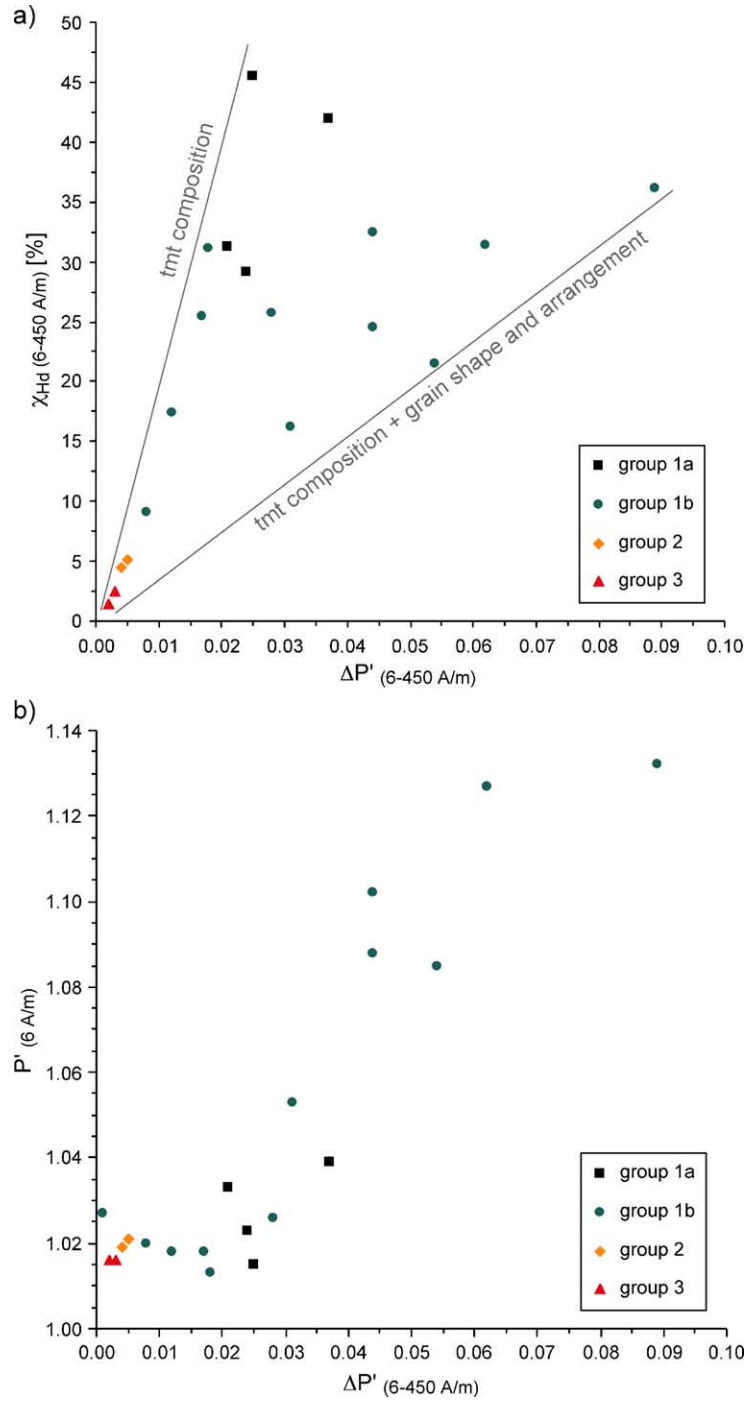 a)
50
45
40
35
30
25
20
15
10
5
0
χHd (6-450 A/m) [%]
tmt composition
tmt composition + grain shape and arrangement
group 1a
group 1b
group 2
group 3
0.00 0.01 0.02 0.03 0.04 0.05 0.06 0.07 0.08 0.09 0.10
ΔP' (6-450 A/m)
b)
1.14
1.12
1.10
1.08
1.06
1.04
1.02
1.00
P' (6 A/m)
group 1a
group 1b
group 2
group 3
0.00 0.01 0.02 0.03 0.04 0.05 0.06 0.07 0.08 0.09 0.10
ΔP' (6-450 A/m)